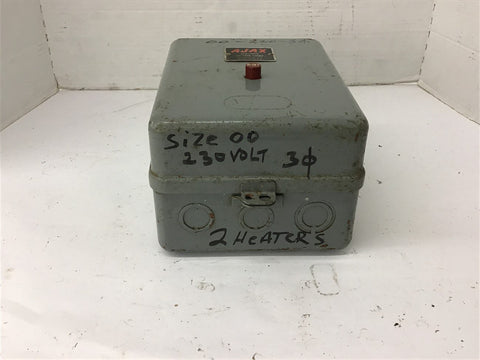 AJAX
Size 00
230 VOLT 3ϕ
2 HEATERS